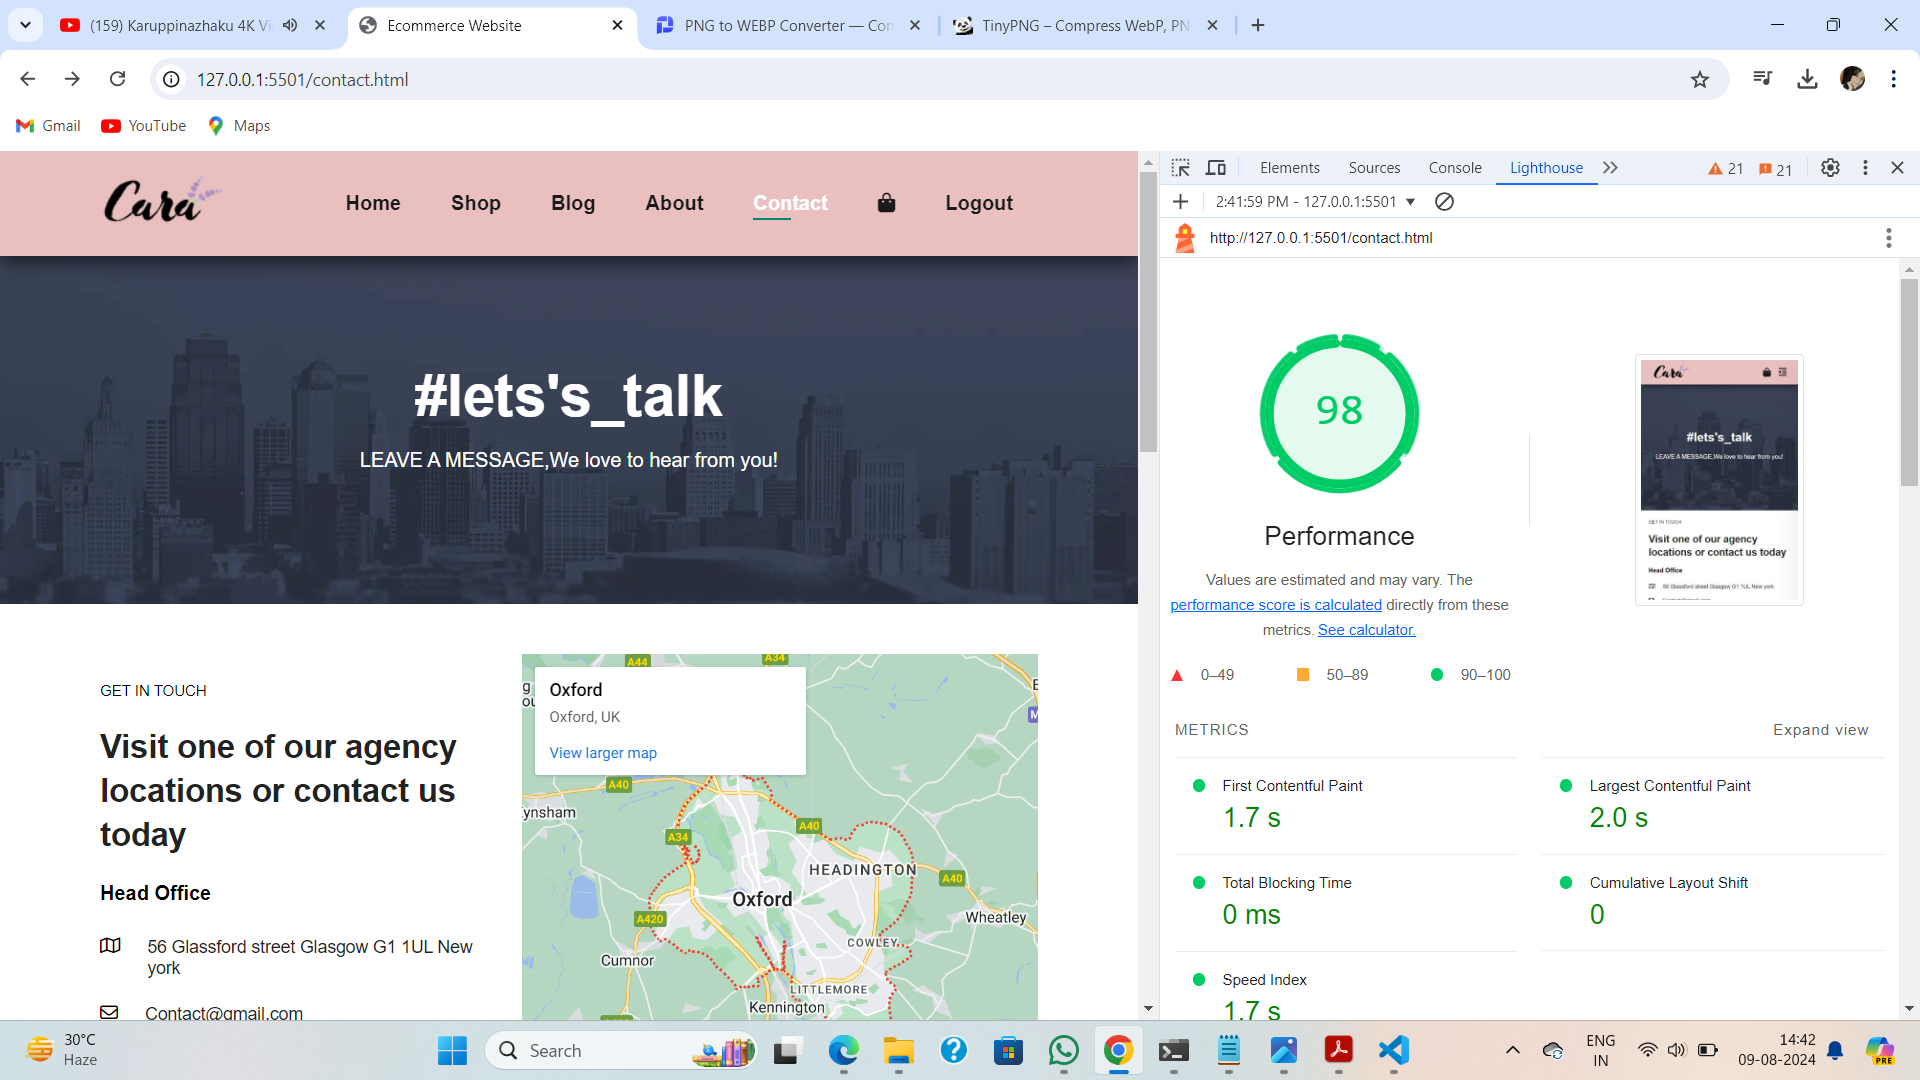 (159) Karuppinazhaku 4K Vi
Ecommerce Website
PNG to WEBP Converter — Con
TinyPNG – Compress WebP, PN
127.0.0.1:5501/contact.html
Gmail
YouTube
Maps
Cara
Home
Shop
Blog
About
Contact
Logout
#lets's_talk
LEAVE A MESSAGE,We love to hear from you!
GET IN TOUCH
Visit one of our agency
locations or contact us
today
Head Office
56 Glassford street Glasgow G1 1UL New
york
Contact@gmail.com
A44
A34
Oxford
Oxford, UK
View larger map
A40
ynsham
A34
A40
HEADINGTON
A40
Oxford
A420
Wheatley
COWLEY
Cumnor
LITTLEMORE
Kennington
Elements
Sources
Console
Lighthouse
21
21
2:41:59 PM - 127.0.0.1:5501
http://127.0.0.1:5501/contact.html
98
Performance
Values are estimated and may vary. The
performance score is calculated directly from these
metrics. See calculator.
0–49
50–89
90–100
Cara
#lets's_talk
LEAVE A MESSAGE,We love to hear from you!
GET IN TOUCH
Visit one of our agency
locations or contact us today
Head Office
56 Glassford street Glasgow G1 1UL New york
METRICS
Expand view
First Contentful Paint
1.7 s
Largest Contentful Paint
2.0 s
Total Blocking Time
0 ms
Cumulative Layout Shift
0
Speed Index
1.7 s
30°C
Haze
Search
PRE
ENG
IN
14:42
09-08-2024